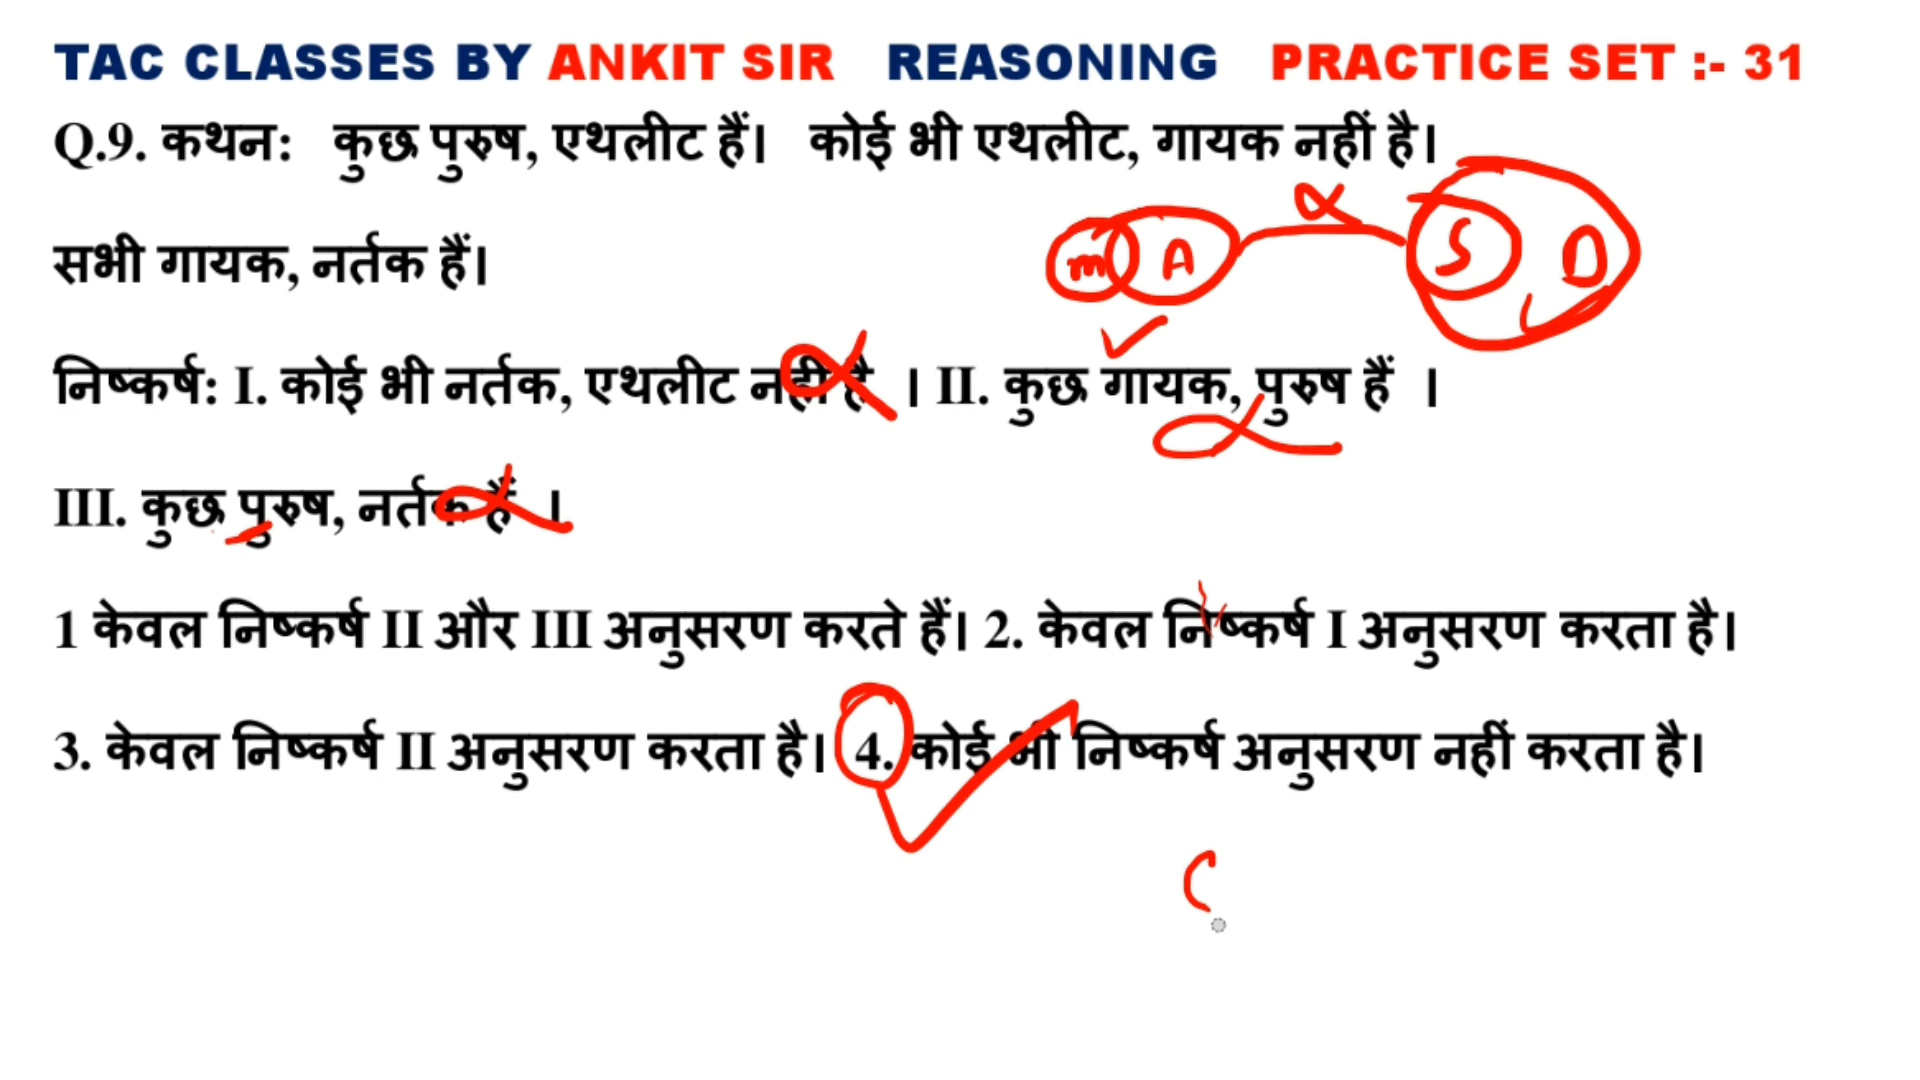 TAC CLASSES BY ANKIT SIR REASONING PRACTICE SET :- 31
Q.9. कथन: कुछ पुरुष, एथलीट हैं। कोई भी एथलीट, गायक नहीं है।
सभी गायक, नर्तक हैं।
m A S D
निष्कर्ष: I. कोई भी नर्तक, एथलीट नहीं है । II. कुछ गायक, पुरुष हैं ।
III. कुछ पुरुष, नर्तक हैं ।
1 केवल निष्कर्ष II और III अनुसरण करते हैं। 2. केवल निष्कर्ष I अनुसरण करता है।
3. केवल निष्कर्ष II अनुसरण करता है। 4. कोई भी निष्कर्ष अनुसरण नहीं करता है।